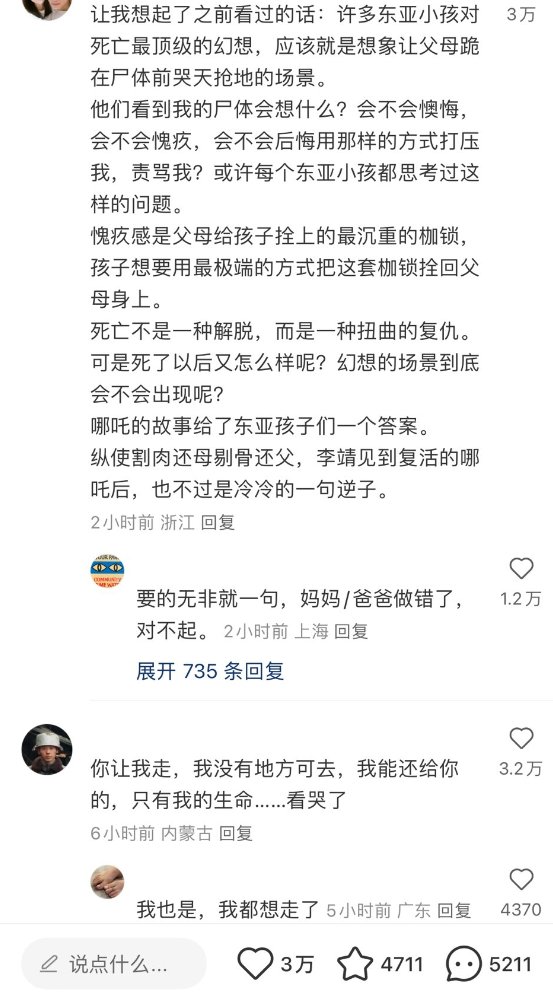 让我想起了之前看过的话：许多东亚小孩对
3万
死亡最顶级的幻想，应该就是想象让父母跪
在尸体前哭天抢地的场景。
他们看到我的尸体会想什么？会不会懊悔，
会不会愧疚，会不会后悔用那样的方式打压
我，责骂我？或许每个东亚小孩都思考过这
样的问题。
愧疚感是父母给孩子拴上的最沉重的枷锁，
孩子想要用最极端的方式把这套枷锁拴回父
母身上。
死亡不是一种解脱，而是一种扭曲的复仇。
可是死了以后又怎么样呢？幻想的场景到底
会不会出现呢？
哪吒的故事给了东亚孩子们一个答案。
纵使割肉还母剔骨还父，李靖见到复活的哪
吒后，也不过是冷冷的一句逆子。
2小时前 浙江 回复
要的无非就一句，妈妈/爸爸做错了，
1.2万
对不起。 2小时前 上海 回复
展开 735 条回复
你让我走，我没有地方可去，我能还给你
3.2万
的，只有我的生命......看哭了
6小时前 内蒙古 回复
我也是，我都想走了 5小时前 广东 回复
4370
说点什么... 3万 4711 5211